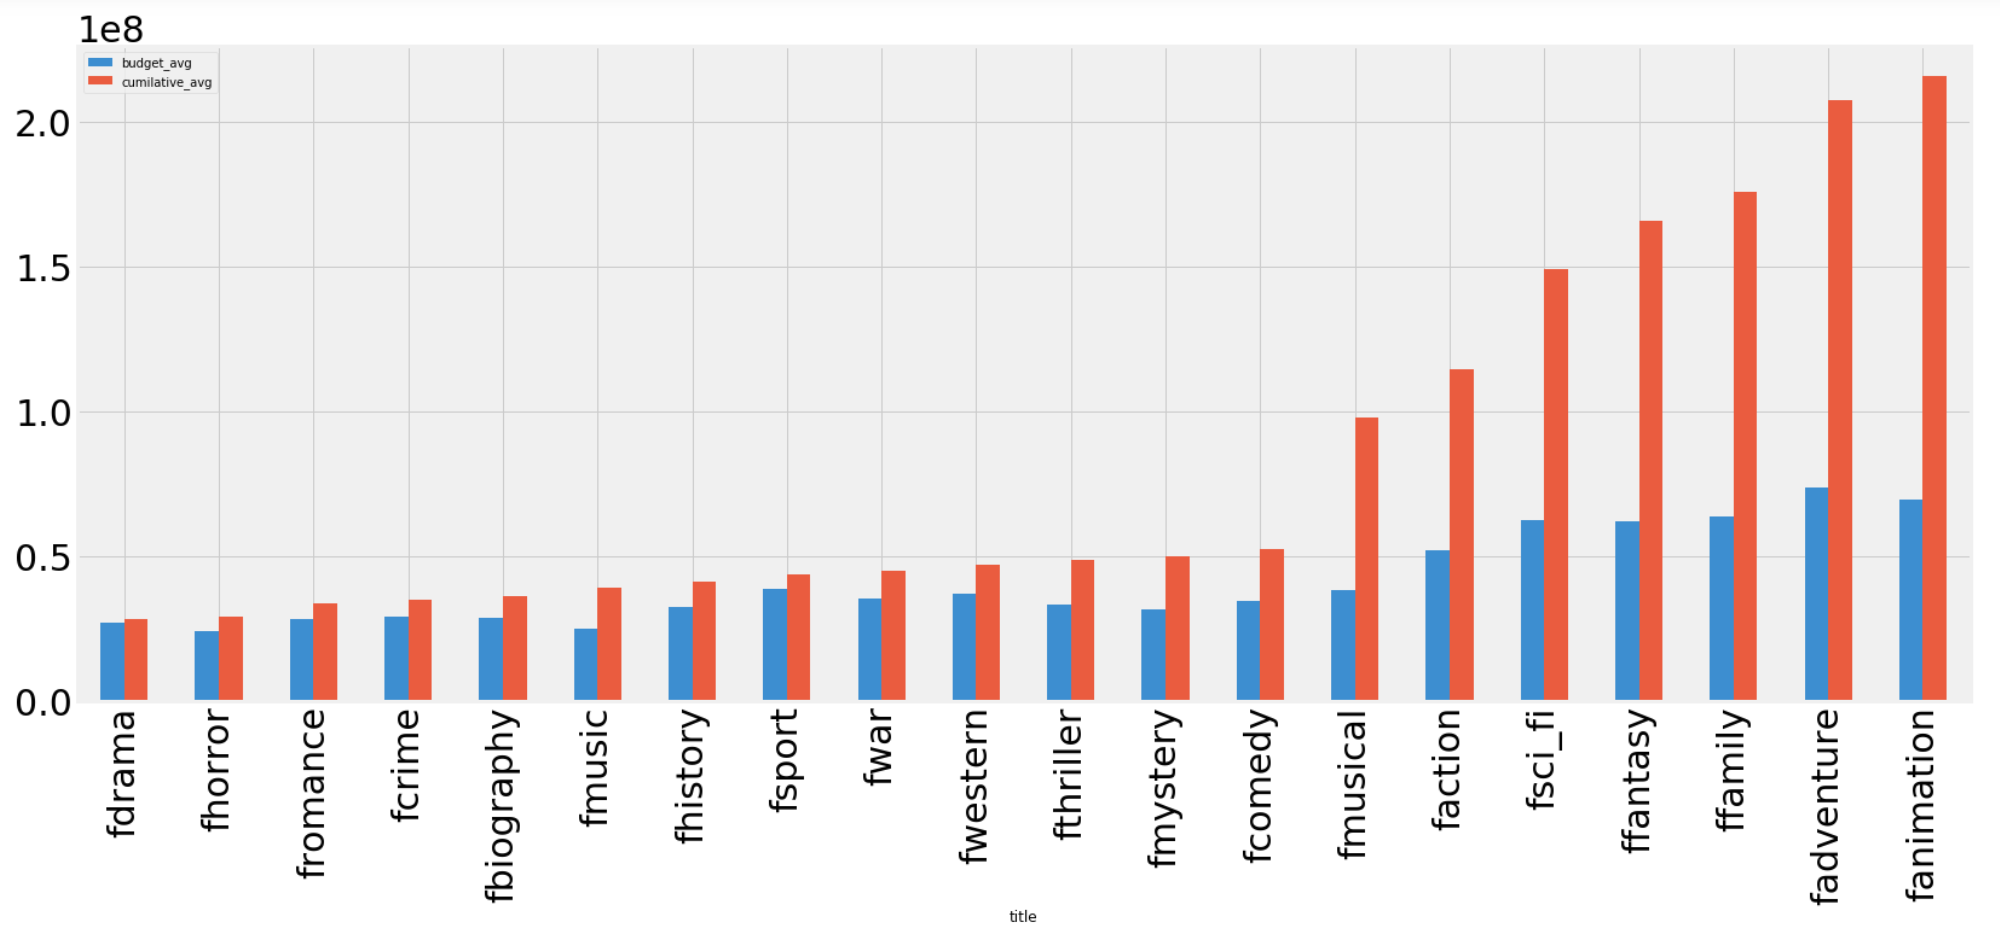 1e8
budget_avg
cumilative_avg
2.0
1.5
1.0
0.5
0.0
fdrama
fhorror
fromance
fcrime
fbiography
fmusic
fhistory
fsport
fwar
fwestern
fthriller
fmystery
fcomedy
fmusical
faction
fsci_fi
ffantasy
ffamily
fadventure
fanimation
title